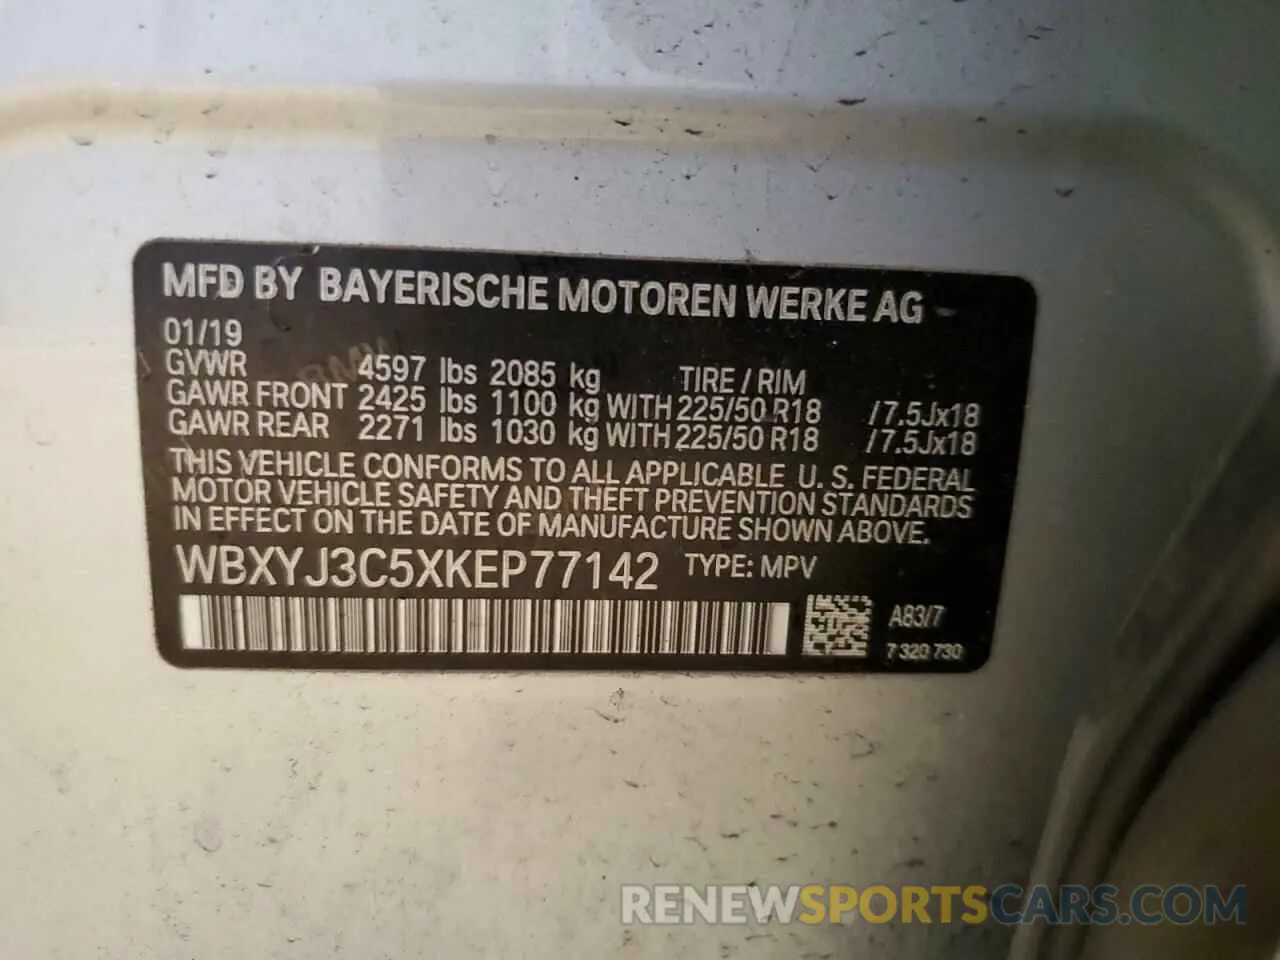 MFD BY BAYERISCHE MOTOREN WERKE AG
01/19
GVWR 4597 lbs 2085 kg TIRE / RIM
GAWR FRONT 2425 lbs 1100 kg WITH 225/50 R18 /7.5Jx18
GAWR REAR 2271 lbs 1030 kg WITH 225/50 R18 /7.5Jx18
THIS VEHICLE CONFORMS TO ALL APPLICABLE U. S. FEDERAL
MOTOR VEHICLE SAFETY AND THEFT PREVENTION STANDARDS
IN EFFECT ON THE DATE OF MANUFACTURE SHOWN ABOVE.
WBXYJ3C5XKEP77142 TYPE: MPV
A83/7
7 320 730
RENEWSPORTSCARS.COM